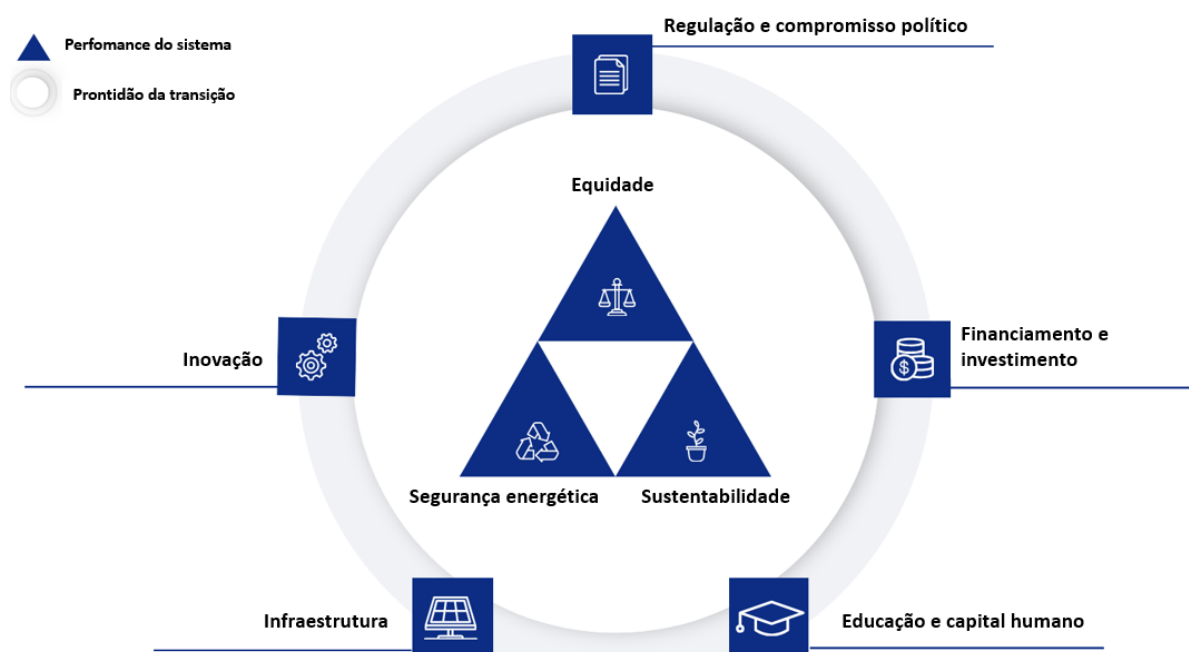 Regulação e compromisso político
Perfomance do sistema
Prontidão da transição
Equidade
Inovação
Financiamento e
investimento
$
Segurança energética
Sustentabilidade
Infraestrutura
Educação e capital humano